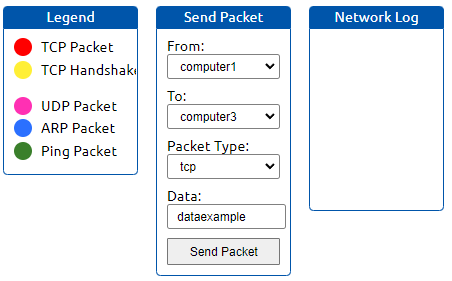 Legend
TCP Packet
TCP Handshake
UDP Packet
ARP Packet
Ping Packet
Send Packet
From:
computer1
To:
computer3
Packet Type:
tcp
Data:
dataexample
Send Packet
Network Log